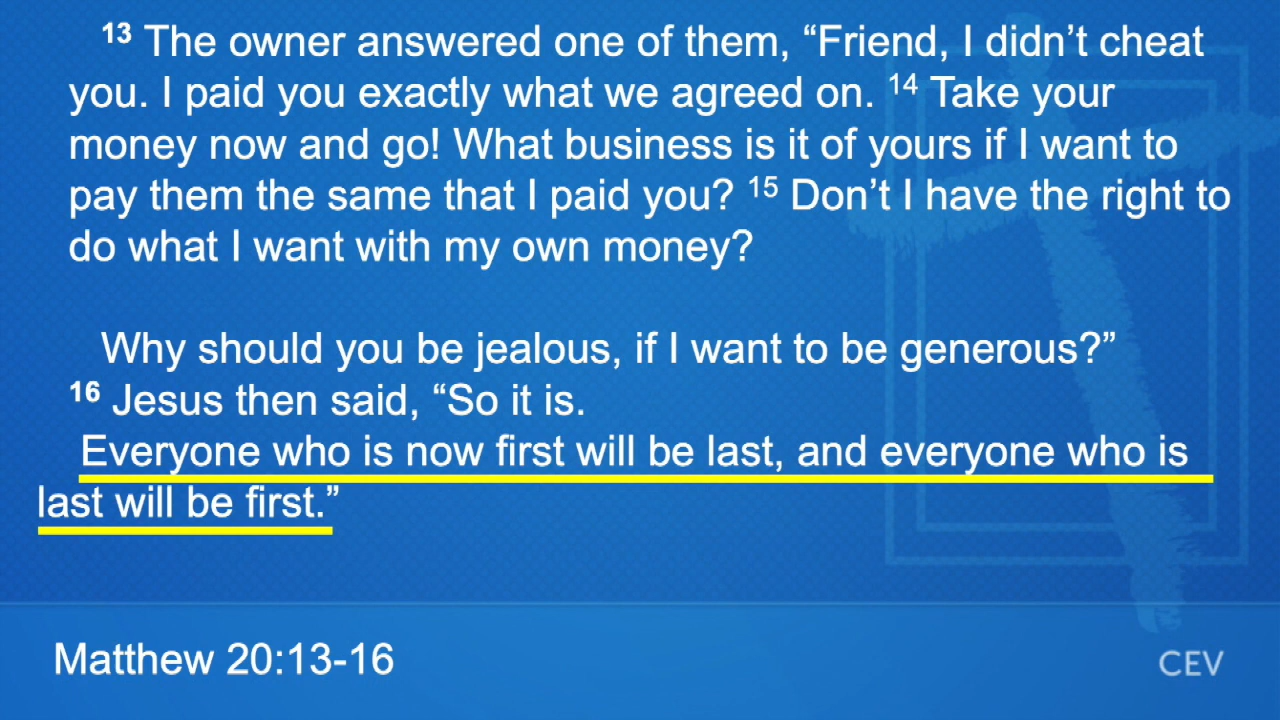 13 The owner answered one of them, “Friend, I didn’t cheat
you. I paid you exactly what we agreed on. 14 Take your
money now and go! What business is it of yours if I want to
pay them the same that I paid you? 15 Don’t I have the right to
do what I want with my own money?
Why should you be jealous, if I want to be generous?”
16 Jesus then said, “So it is.
Everyone who is now first will be last, and everyone who is
last will be first.”
Matthew 20:13-16
CEV